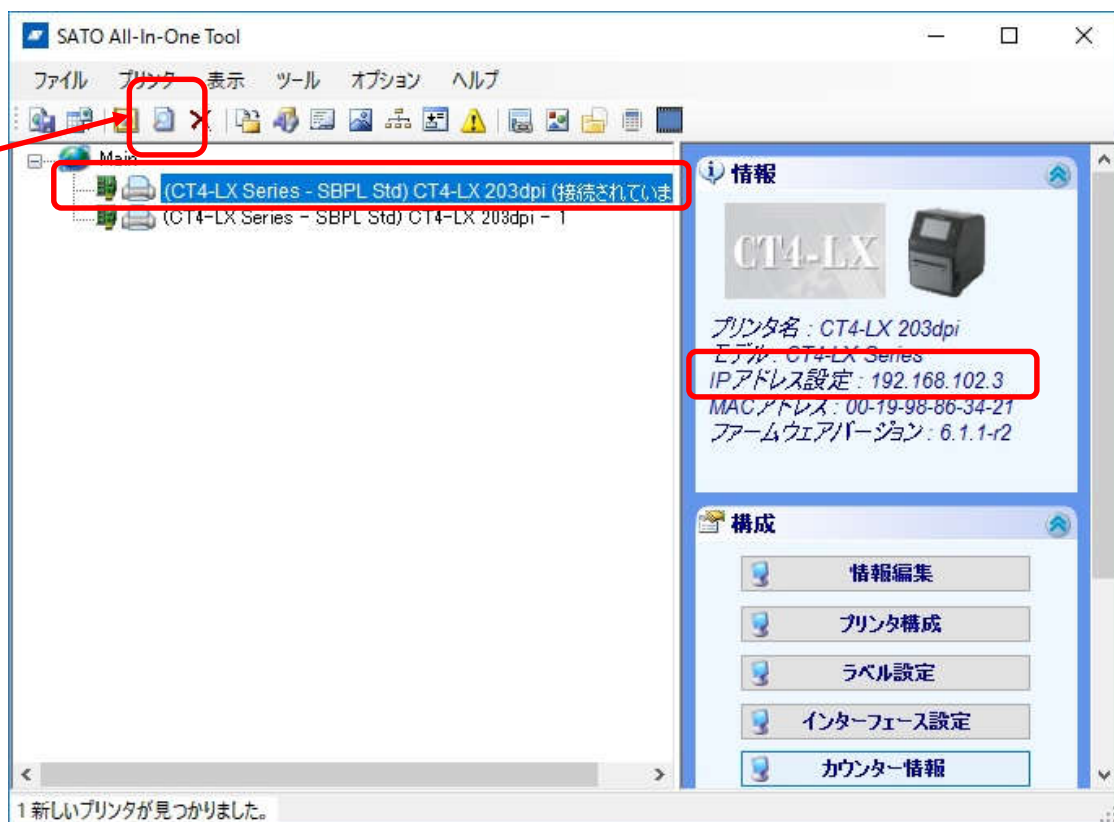 SATO All-In-One Tool
ファイル プリンター 表示 ツール オプション ヘルプ
Main
(CT4-LX Series - SBPL Std) CT4-LX 203dpi (接続されていま
(CT4-LX Series - SBPL Std) CT4-LX 203dpi - 1
情報
CT4-LX
プリンタ名 : CT4-LX 203dpi
モデル : CT4-LX Series
IPアドレス設定 : 192.168.102.3
MACアドレス : 00-19-98-86-34-21
ファームウェアバージョン : 6.1.1-r2
構成
情報編集
プリンタ構成
ラベル設定
インターフェース設定
カウンター情報
1 新しいプリンタが見つかりました。